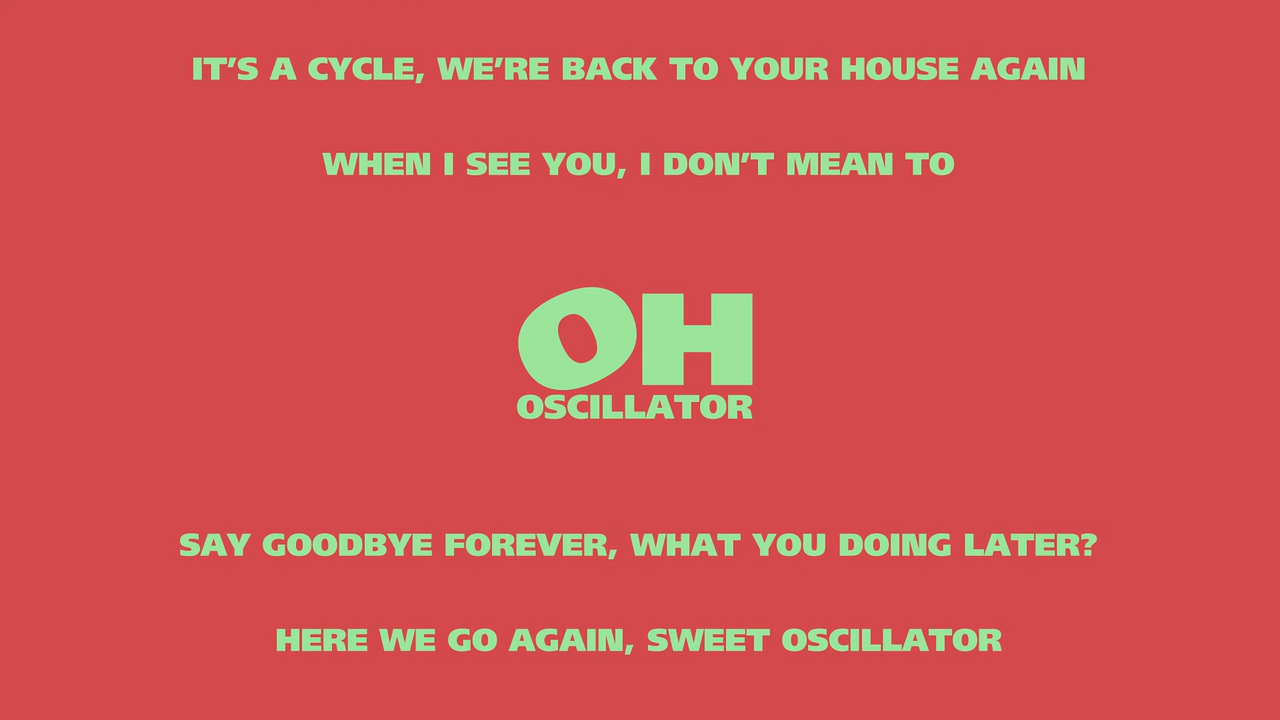 IT'S A CYCLE, WE'RE BACK TO YOUR HOUSE AGAIN
WHEN I SEE YOU, I DON'T MEAN TO
OH
OSCILLATOR
SAY GOODBYE FOREVER, WHAT YOU DOING LATER?
HERE WE GO AGAIN, SWEET OSCILLATOR